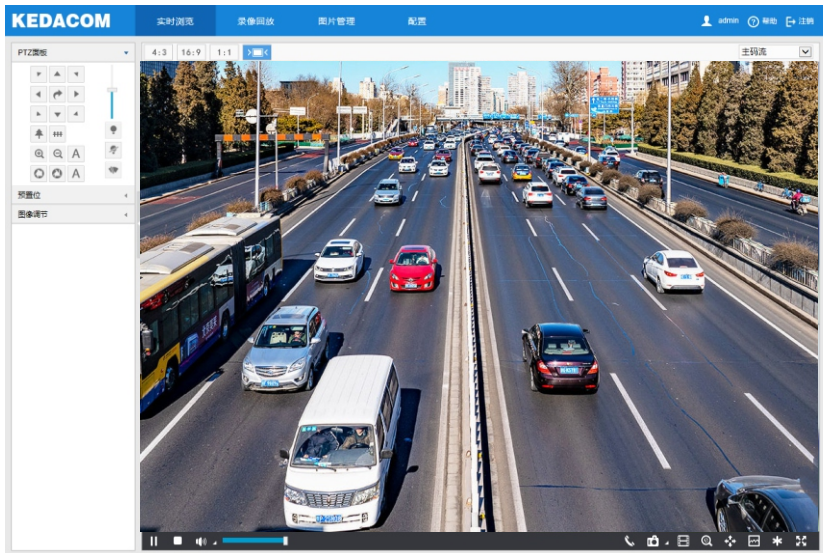 KEDACOM 实时浏览 录像回放 图片管理 配置 admin 帮助 注销
PTZ面板 4:3 16:9 1:1 主码流
A
A
预置位
图像调节